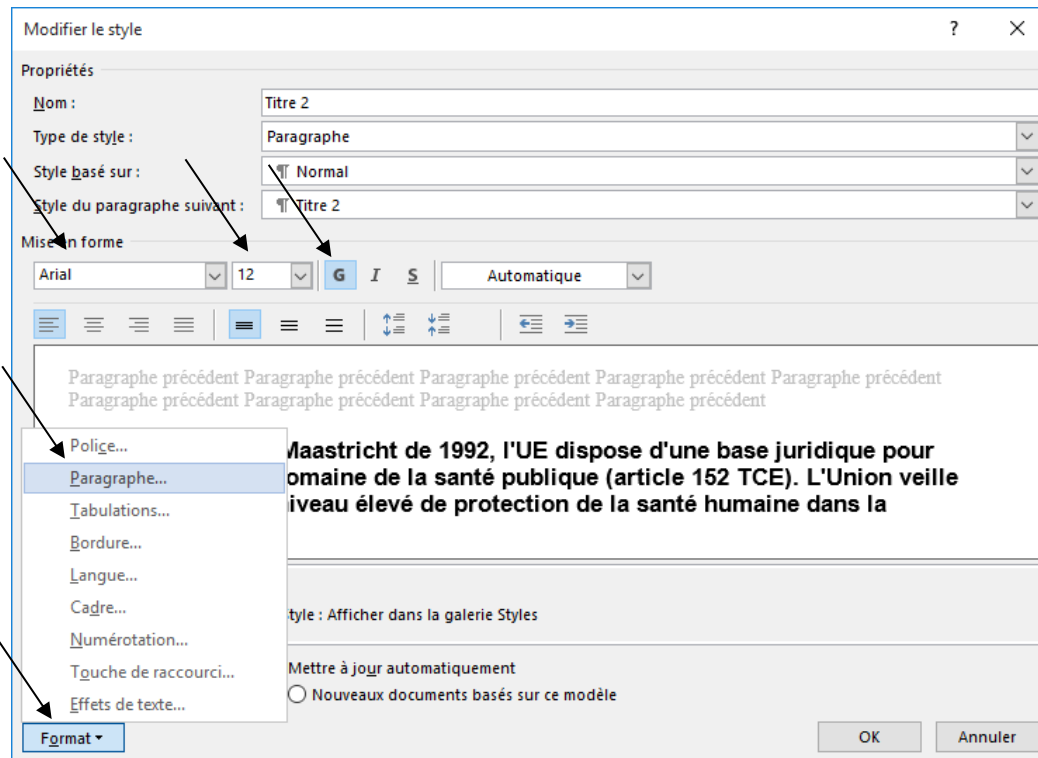 Modifier le style ?
Propriétés
Nom : Titre 2
Type de style : Paragraphe
Style basé sur : ¶ Normal
Style du paragraphe suivant : ¶ Titre 2
Mise en forme
Arial 12 G I S Automatique
Paragraphe précédent Paragraphe précédent Paragraphe précédent Paragraphe précédent Paragraphe précédent
Paragraphe précédent Paragraphe précédent Paragraphe précédent Paragraphe précédent
Maastricht de 1992, l'UE dispose d'une base juridique pour
omaine de la santé publique (article 152 TCE). L'Union veille
iveau élevé de protection de la santé humaine dans la
Police...
Paragraphe...
Tabulations...
Bordure...
Langue...
Cadre...
Numérotation...
Touche de raccourci...
Effets de texte...
tyle : Afficher dans la galerie Styles
Mettre à jour automatiquement
Nouveaux documents basés sur ce modèle
Format OK Annuler